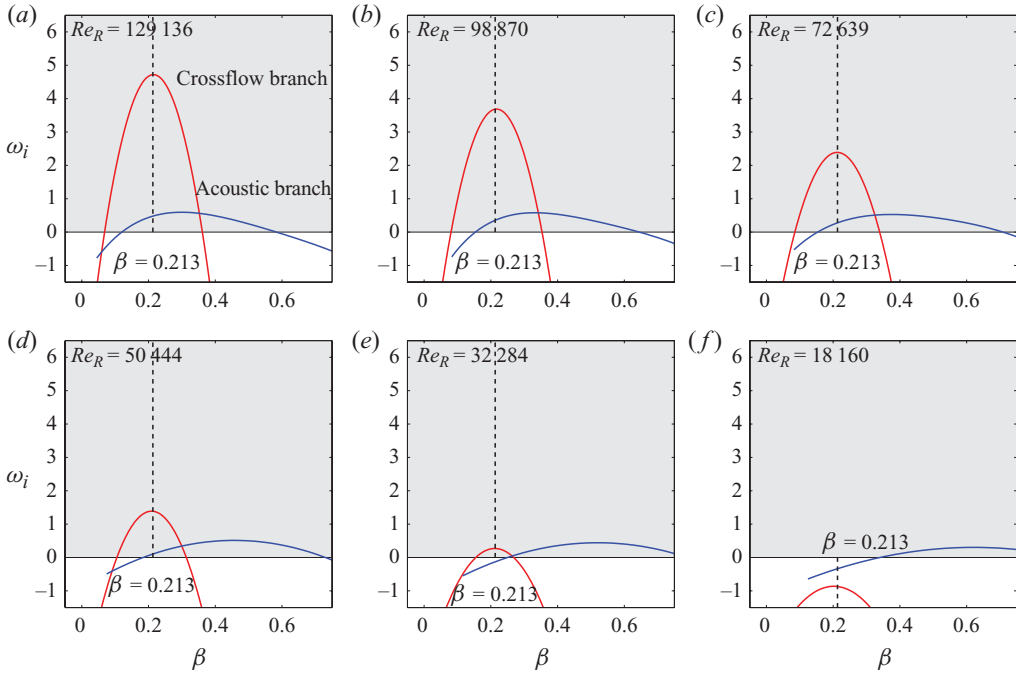 (a)
Re_R = 129 136
Crossflow branch
Acoustic branch
β = 0.213
ω_i
6
5
4
3
2
1
0
−1
0 0.2 0.4 0.6
(b)
Re_R = 98 870
β = 0.213
6
5
4
3
2
1
0
−1
0 0.2 0.4 0.6
(c)
Re_R = 72 639
β = 0.213
6
5
4
3
2
1
0
−1
0 0.2 0.4 0.6
(d)
Re_R = 50 444
β = 0.213
ω_i
6
5
4
3
2
1
0
−1
0 0.2 0.4 0.6
β
(e)
Re_R = 32 284
β = 0.213
6
5
4
3
2
1
0
−1
0 0.2 0.4 0.6
β
(f)
Re_R = 18 160
β = 0.213
6
5
4
3
2
1
0
−1
0 0.2 0.4 0.6
β